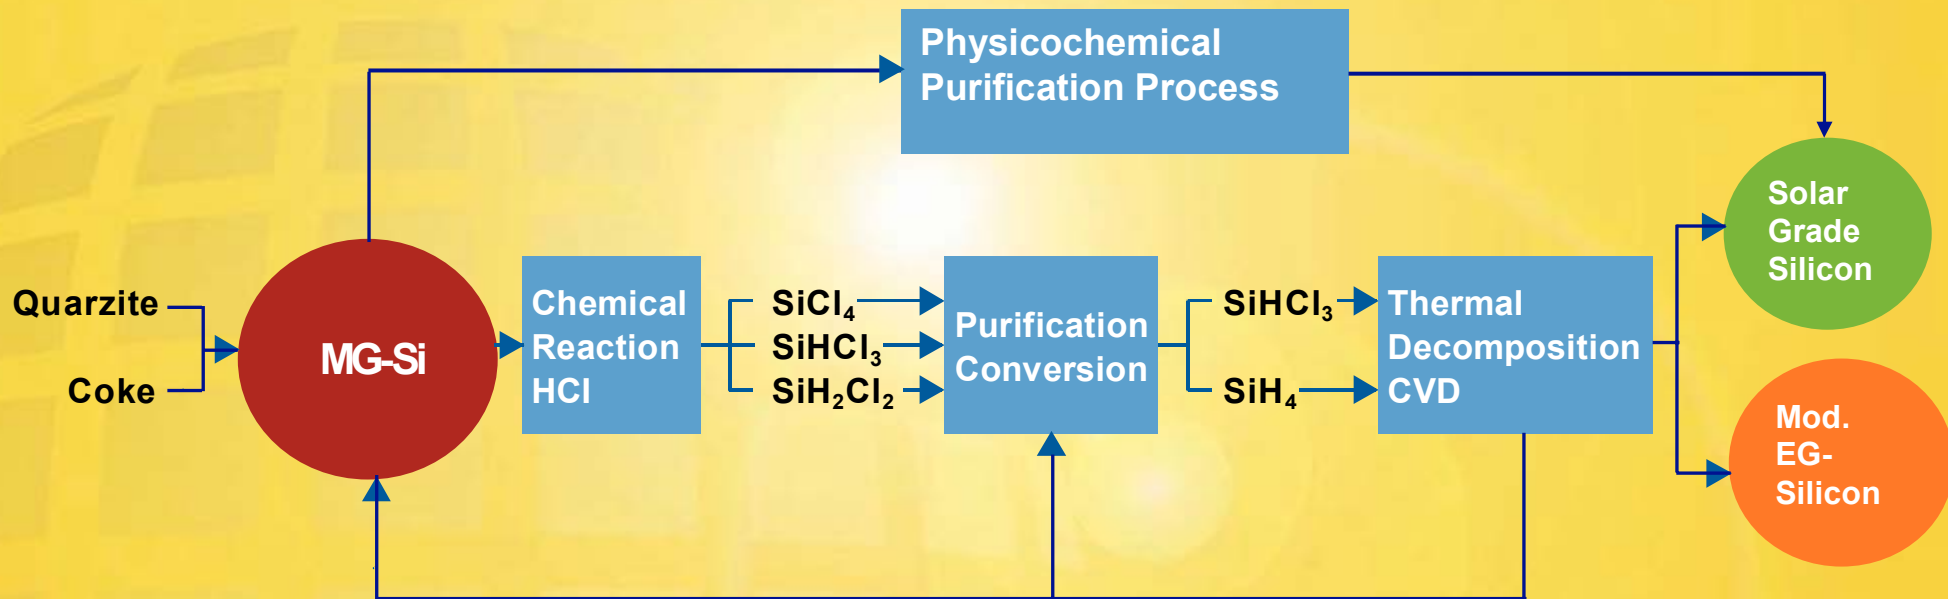 Physicochemical
Purification Process
Solar
Grade
Silicon
Quarzite
Coke
MG-Si
Chemical
Reaction
HCl
SiCl₄
SiHCl₃
SiH₂Cl₂
Purification
Conversion
SiHCl₃
SiH₄
Thermal
Decomposition
CVD
Mod.
EG-
Silicon